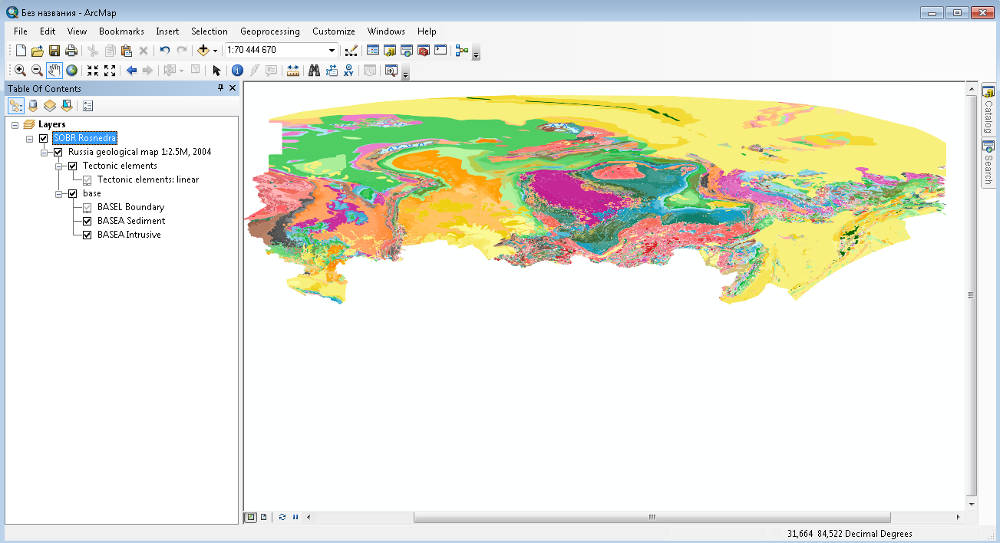 Без названия - ArcMap
File Edit View Bookmarks Insert Selection Geoprocessing Customize Windows Help
1:70 444 670
XY
Table Of Contents
Layers
SOBR Rosnedra
Russia geological map 1:2.5M, 2004
Tectonic elements
Tectonic elements: linear
base
BASEL Boundary
BASEA Sediment
BASEA Intrusive
Catalog
Search
31,664 84,522 Decimal Degrees